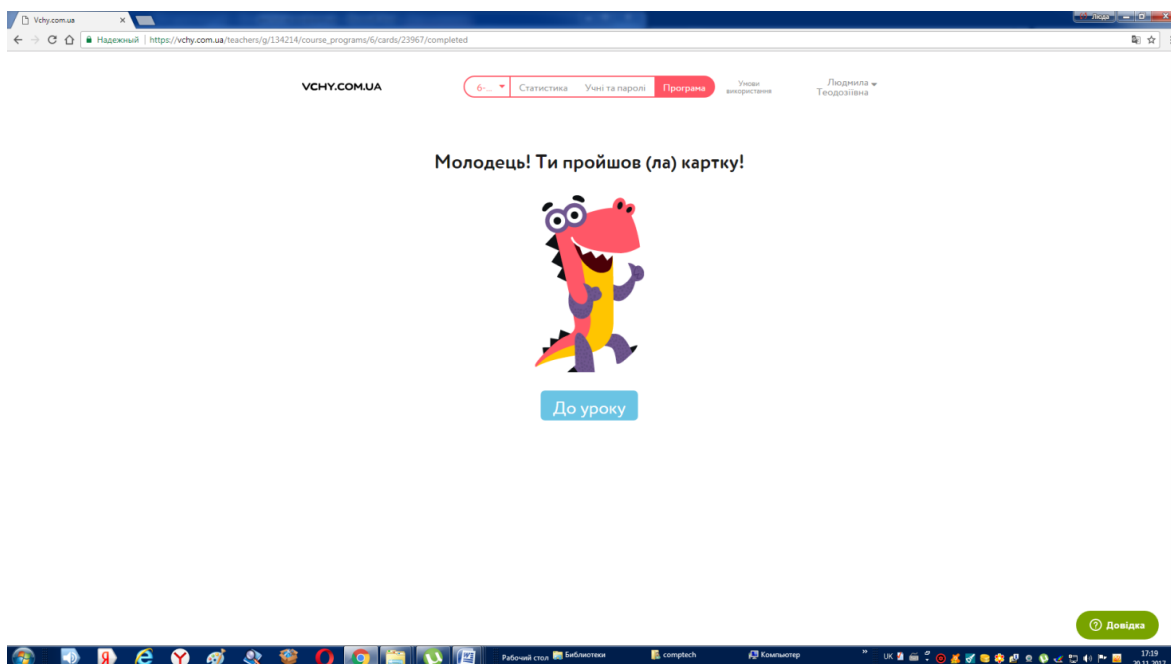 Vchy.com.ua
Люда
Надежный
https://vchy.com.ua/teachers/g/134214/course_programs/6/cards/23967/completed
VCHY.COM.UA
6-...
Статистика
Учні та паролі
Програма
Умови
використання
Людмила
Теодозіївна
Молодець! Ти пройшов (ла) картку!
До уроку
Довідка
Рабочий стол
Библиотеки
comptech
Компьютер
UK
17:19